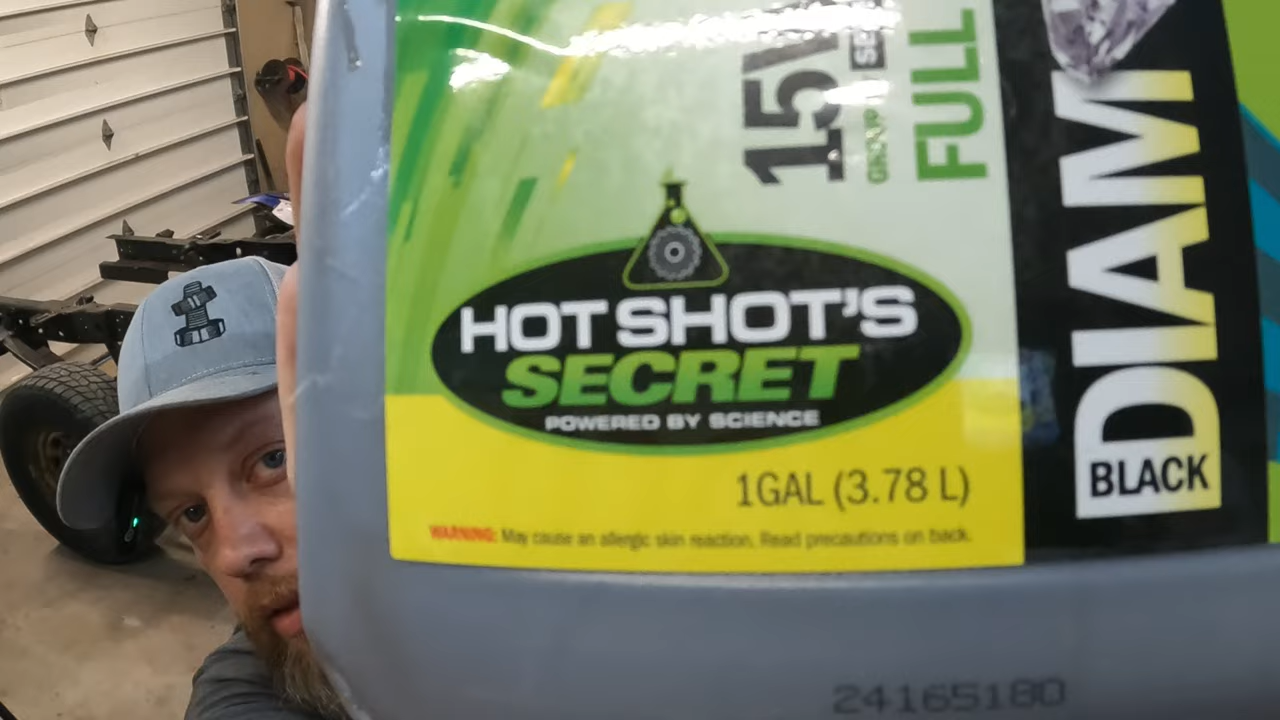 HOT SHOT'S
SECRET
POWERED BY SCIENCE
1GAL (3.78 L)
WARNING: May cause an allergic skin reaction. Read precautions on back.
15W
GROUP
FULL
DIAM
BLACK
24165180